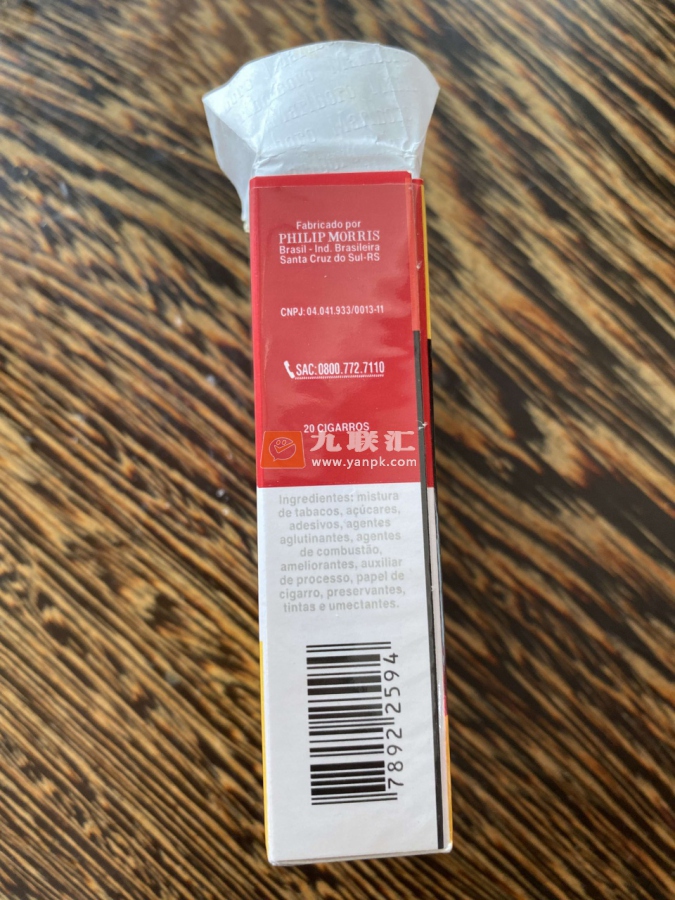 Fabricado por
PHILIP MORRIS
Brasil - Ind. Brasileira
Santa Cruz do Sul-RS
CNPJ: 04.041.933/0013-11
SAC: 0800.772.7110
20 CIGARROS
九联汇
www.yanpk.com
Ingredientes: mistura
de tabacos, açúcares,
adesivos, agentes
aglutinantes, agentes
de combustão,
ameliorantes, auxiliar
de processo, papel de
cigarro, preservantes,
tintas e umectantes.
7892 2594